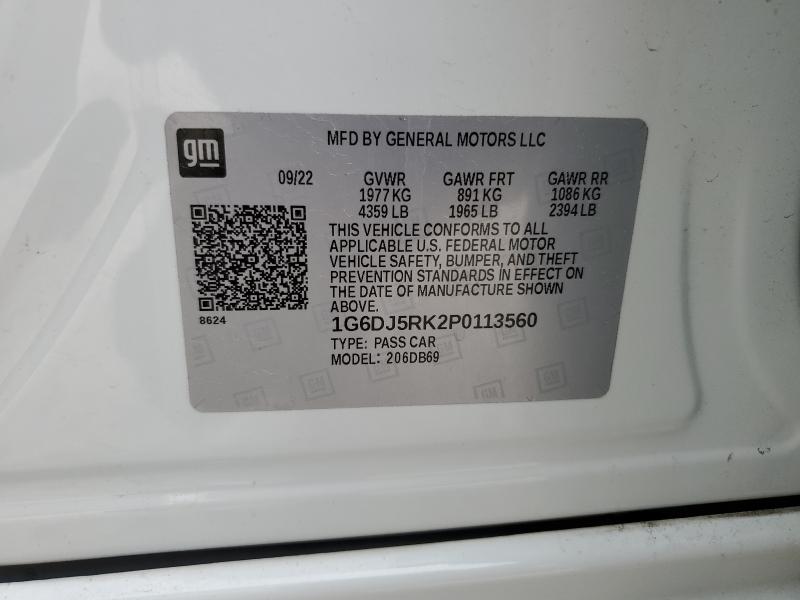 gm
MFD BY GENERAL MOTORS LLC
09/22 GVWR GAWR FRT GAWR RR
1977 KG 891 KG 1086 KG
4359 LB 1965 LB 2394 LB
THIS VEHICLE CONFORMS TO ALL
APPLICABLE U.S. FEDERAL MOTOR
VEHICLE SAFETY, BUMPER, AND THEFT
PREVENTION STANDARDS IN EFFECT ON
THE DATE OF MANUFACTURE SHOWN
ABOVE.
8624
1G6DJ5RK2P0113560
TYPE: PASS CAR
MODEL: 206DB69